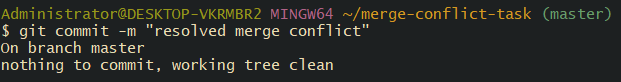 Administrator@DESKTOP-VKRMBR2 MINGW64 ~/merge-conflict-task (master)
$ git commit -m "resolved merge conflict"
On branch master
nothing to commit, working tree clean